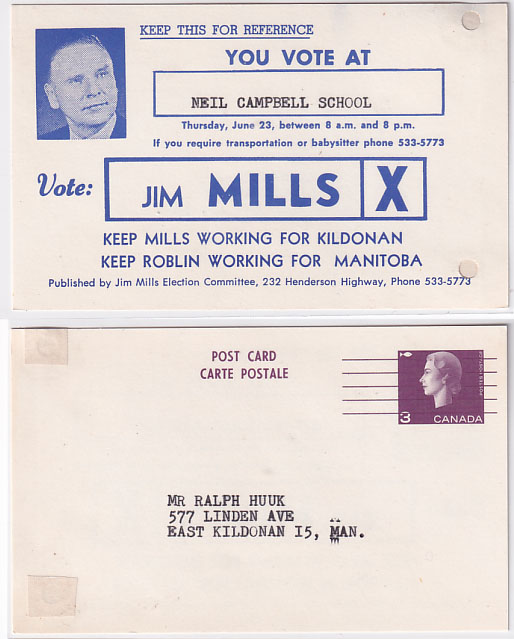 KEEP THIS FOR REFERENCE
YOU VOTE AT
NEIL CAMPBELL SCHOOL
Thursday, June 23, between 8 a.m. and 8 p.m.
If you require transportation or babysitter phone 533-5773
Vote: JIM MILLS X
KEEP MILLS WORKING FOR KILDONAN
KEEP ROBLIN WORKING FOR MANITOBA
Published by Jim Mills Election Committee, 232 Henderson Highway, Phone 533-5773
POST CARD
CARTE POSTALE
POSTES POSTAGE
3 CANADA
MR RALPH HUUK
577 LINDEN AVE
EAST KILDONAN I5, MAN.